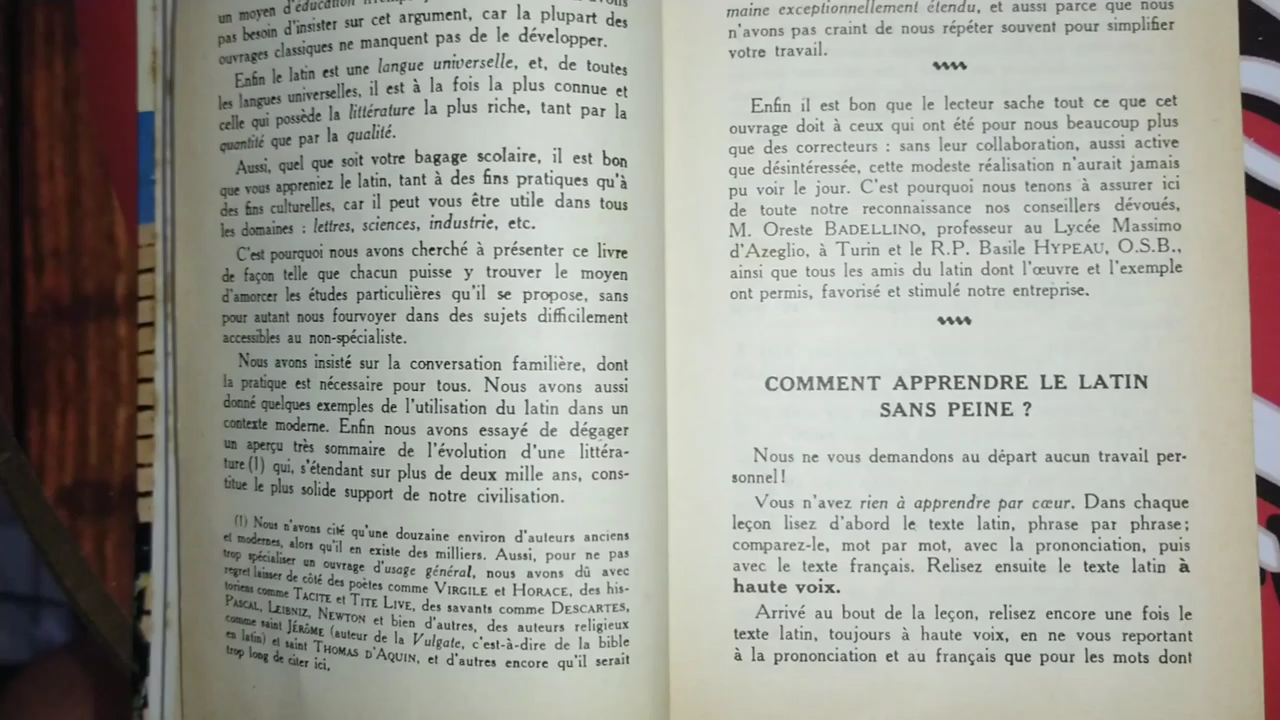 un moyen d'éducation
pas besoin d'insister sur cet argument, car la plupart des
ouvrages classiques ne manquent pas de le développer.
Enfin le latin est une langue universelle, et, de toutes
les langues universelles, il est à la fois la plus connue et
celle qui possède la littérature la plus riche, tant par la
quantité que par la qualité.
Aussi, quel que soit votre bagage scolaire, il est bon
que vous appreniez le latin, tant à des fins pratiques qu'à
des fins culturelles, car il peut vous être utile dans tous
les domaines : lettres, sciences, industrie, etc.
C'est pourquoi nous avons cherché à présenter ce livre
de façon telle que chacun puisse y trouver le moyen
d'amorcer les études particulières qu'il se propose, sans
pour autant nous fourvoyer dans des sujets difficilement
accessibles au non-spécialiste.
Nous avons insisté sur la conversation familière, dont
la pratique est nécessaire pour tous. Nous avons aussi
donné quelques exemples de l'utilisation du latin dans un
contexte moderne. Enfin nous avons essayé de dégager
un aperçu très sommaire de l'évolution d'une littéra-
ture (1) qui, s'étendant sur plus de deux mille ans, cons-
titue le plus solide support de notre civilisation.
(1) Nous n'avons cité qu'une douzaine environ d'auteurs anciens
et modernes, alors qu'il en existe des milliers. Aussi, pour ne pas
trop spécialiser un ouvrage d'usage général, nous avons dû avec
regret laisser de côté des poètes comme VIRGILE et HORACE, des his-
toriens comme TACITE et TITE LIVE, des savants comme DESCARTES,
PASCAL, LEIBNIZ, NEWTON et bien d'autres, des auteurs religieux
comme saint JÉRÔME (auteur de la Vulgate, c'est-à-dire de la bible
en latin) et saint THOMAS D'AQUIN, et d'autres encore qu'il serait
trop long de citer ici.
maine exceptionnellement étendu, et aussi parce que nous
n'avons pas craint de nous répéter souvent pour simplifier
votre travail.
Enfin il est bon que le lecteur sache tout ce que cet
ouvrage doit à ceux qui ont été pour nous beaucoup plus
que des correcteurs : sans leur collaboration, aussi active
que désintéressée, cette modeste réalisation n'aurait jamais
pu voir le jour. C'est pourquoi nous tenons à assurer ici
de toute notre reconnaissance nos conseillers dévoués,
M. Oreste BADELLINO, professeur au Lycée Massimo
d'Azeglio, à Turin et le R.P. Basile HYPEAU, O.S.B.,
ainsi que tous les amis du latin dont l'œuvre et l'exemple
ont permis, favorisé et stimulé notre entreprise.
COMMENT APPRENDRE LE LATIN
SANS PEINE ?
Nous ne vous demandons au départ aucun travail per-
sonnel !
Vous n'avez rien à apprendre par cœur. Dans chaque
leçon lisez d'abord le texte latin, phrase par phrase ;
comparez-le, mot par mot, avec la prononciation, puis
avec le texte français. Relisez ensuite le texte latin à
haute voix.
Arrivé au bout de la leçon, relisez encore une fois le
texte latin, toujours à haute voix, en ne vous reportant
à la prononciation et au français que pour les mots dont